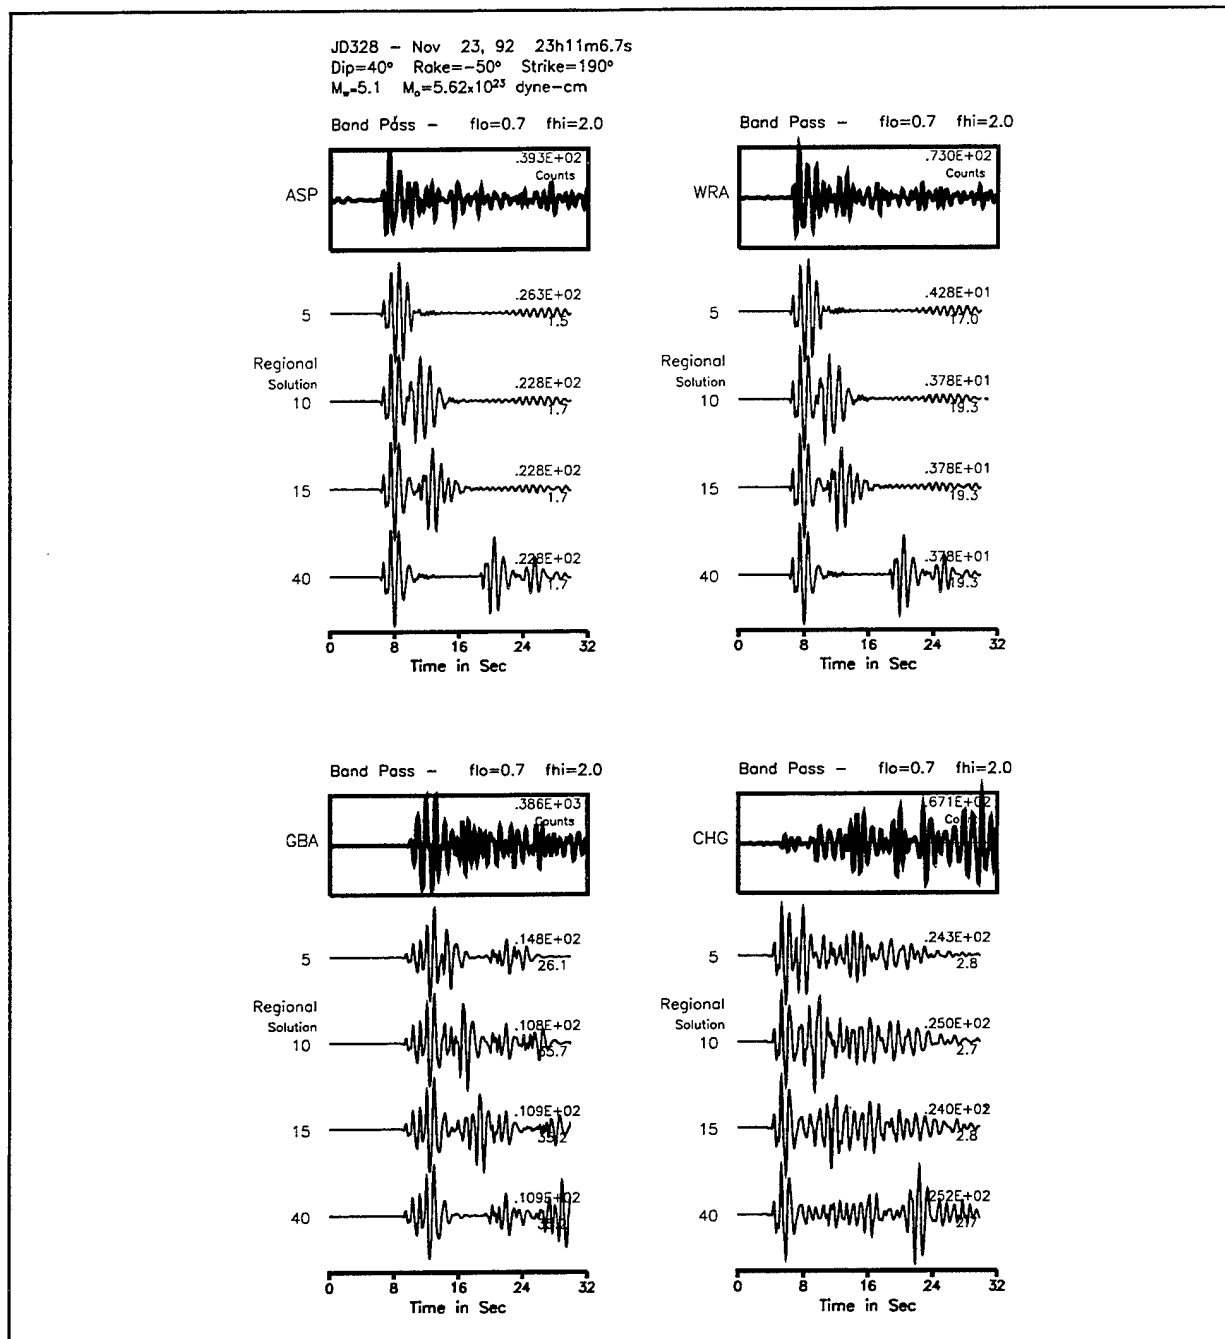 JD328 - Nov 23, 92 23h11m6.7s
Dip=40° Rake=-50° Strike=190°
Mw=5.1 Mo=5.62x10²³ dyne-cm
Band Pass - flo=0.7 fhi=2.0
ASP
.393E+02
Counts
5
.263E+02
1.5
Regional
Solution
10
.228E+02
1.7
15
.228E+02
1.7
40
.228E+02
1.7
0 8 16 24 32
Time in Sec
Band Pass - flo=0.7 fhi=2.0
WRA
.730E+02
Counts
5
.428E+01
17.0
Regional
Solution
10
.378E+01
19.3
15
.378E+01
19.3
40
.378E+01
19.3
0 8 16 24 32
Time in Sec
Band Pass - flo=0.7 fhi=2.0
GBA
.386E+03
Counts
5
.148E+02
26.1
Regional
Solution
10
.108E+02
15
.109E+02
35.2
40
.109E+02
0 8 16 24 32
Time in Sec
Band Pass - flo=0.7 fhi=2.0
CHG
.671E+02
5
.243E+02
2.8
Regional
Solution
10
.250E+02
2.7
15
.240E+02
2.8
40
.252E+02
2.7
0 8 16 24 32
Time in Sec